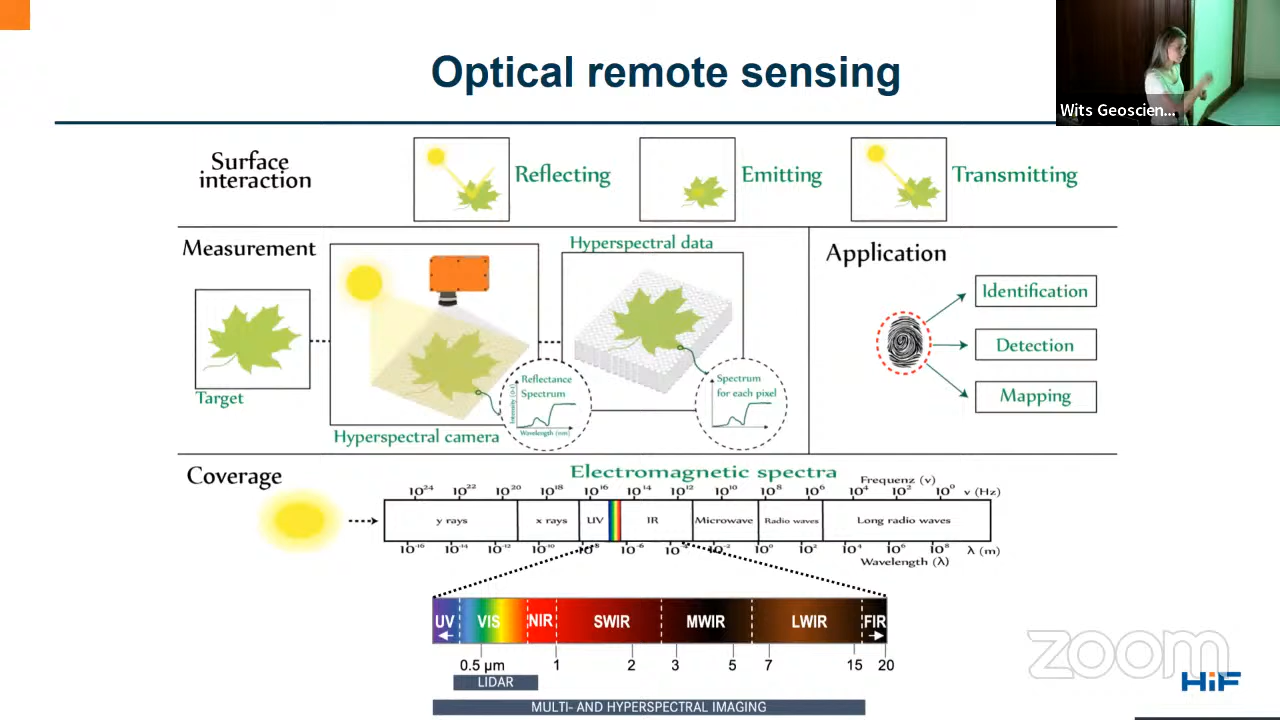 Optical remote sensing
Wits Geoscien...
Surface
interaction
Reflecting
Emitting
Transmitting
Measurement
Hyperspectral data
Application
Target
Reflectance
Spectrum
Intensity (0-1)
Wavelength (nm)
Hyperspectral camera
Spectrum
for each pixel
Identification
Detection
Mapping
Coverage
Electromagnetic spectra
Frequenz (v)
10²⁴ 10²² 10²⁰ 10¹⁸ 10¹⁶ 10¹⁴ 10¹² 10¹⁰ 10⁸ 10⁶ 10⁴ 10² 10⁰ v (Hz)
γ rays x rays UV IR Microwave Radio waves Long radio waves
10⁻¹⁶ 10⁻¹⁴ 10⁻¹² 10⁻¹⁰ 10⁻⁸ 10⁻⁶ 10⁻⁴ 10⁻² 10⁰ 10² 10⁴ 10⁶ 10⁸ λ (m)
Wavelength (λ)
UV VIS NIR SWIR MWIR LWIR FIR
0.5 µm 1 2 3 5 7 15 20
LIDAR
MULTI- AND HYPERSPECTRAL IMAGING
zoom
HiF